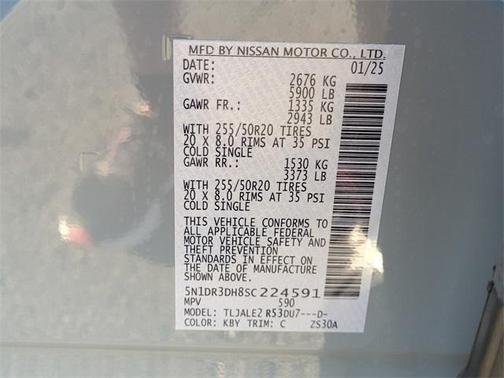 MFD BY NISSAN MOTOR CO., LTD.
DATE: 01/25
GVWR: 2676 KG
5900 LB
GAWR FR.: 1335 KG
2943 LB
WITH 255/50R20 TIRES
20 X 8.0 RIMS AT 35 PSI
COLD SINGLE
GAWR RR.: 1530 KG
3373 LB
WITH 255/50R20 TIRES
20 X 8.0 RIMS AT 35 PSI
COLD SINGLE
THIS VEHICLE CONFORMS TO
ALL APPLICABLE FEDERAL
MOTOR VEHICLE SAFETY AND
THEFT PREVENTION
STANDARDS IN EFFECT ON
THE DATE OF MANUFACTURE
SHOWN ABOVE.
5N1DR3DH8SC224591
MPV 590
MODEL: TLJALE2 R53DU7---D-
COLOR: KBY TRIM: C ZS30A